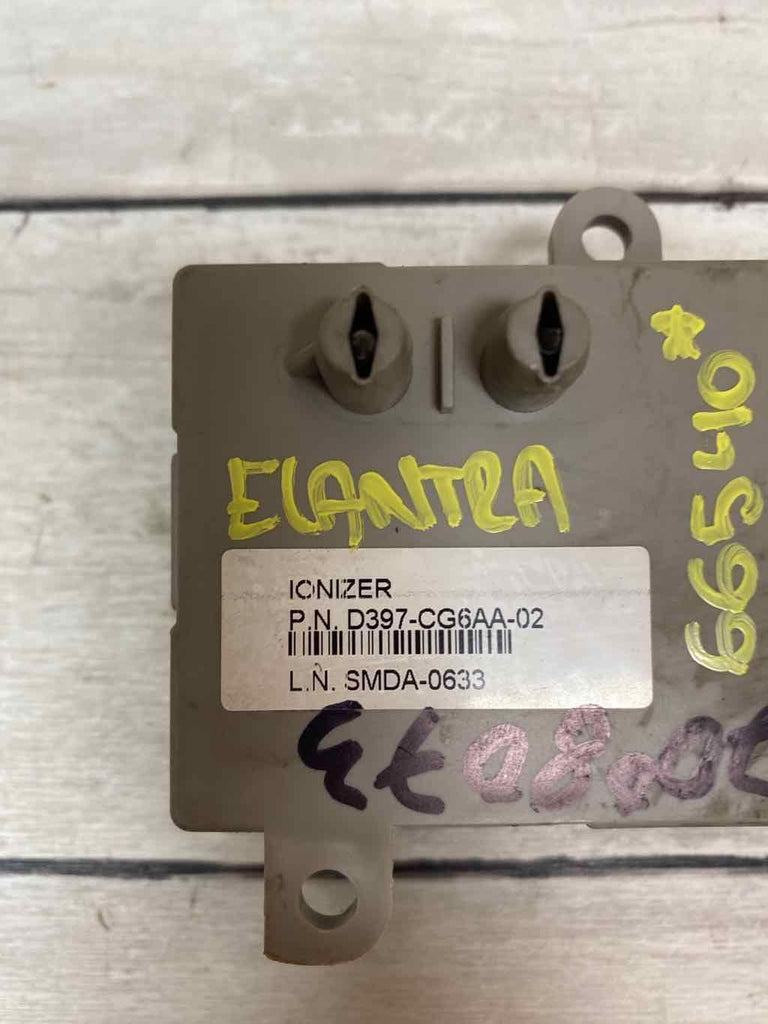 ELANTRA
IONIZER
P.N. D397-CG6AA-02
L.N. SMDA-0633